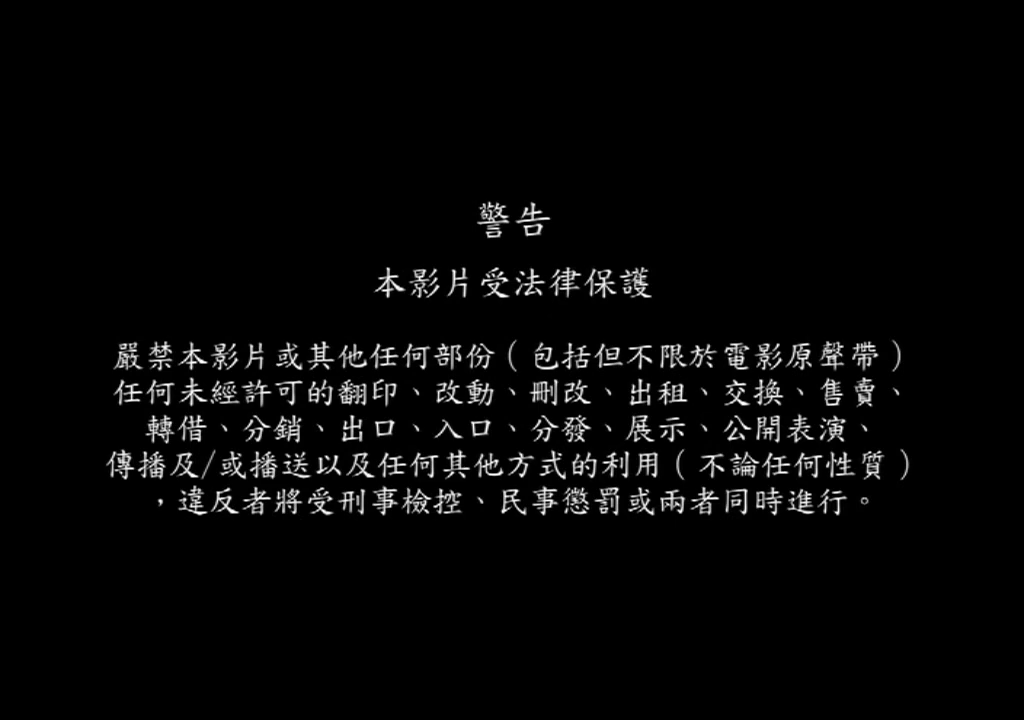 警告
本影片受法律保護
嚴禁本影片或其他任何部份（包括但不限於電影原聲帶）
任何未經許可的翻印、改動、刪改、出租、交換、售賣、
轉借、分銷、出口、入口、分發、展示、公開表演、
傳播及/或播送以及任何其他方式的利用（不論任何性質）
，違反者將受刑事檢控、民事懲罰或兩者同時進行。